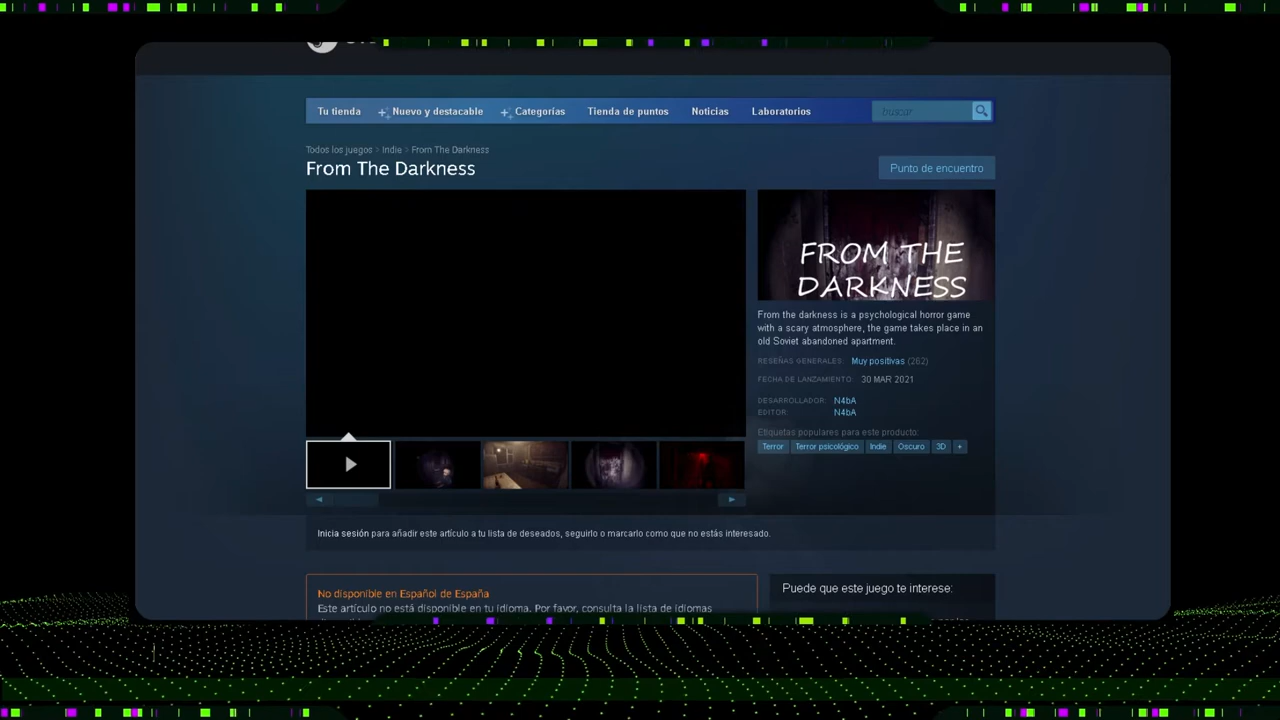 Tu tienda
Nuevo y destacable
Categorías
Tienda de puntos
Noticias
Laboratorios
buscar
Todos los juegos > Indie > From The Darkness
From The Darkness
Punto de encuentro
FROM THE
DARKNESS
From the darkness is a psychological horror game
with a scary atmosphere, the game takes place in an
old Soviet abandoned apartment.
RESEÑAS GENERALES: Muy positivas (262)
FECHA DE LANZAMIENTO: 30 MAR 2021
DESARROLLADOR: N4bA
EDITOR: N4bA
Etiquetas populares para este producto:
Terror Terror psicológico Indie Oscuro 3D +
Inicia sesión para añadir este artículo a tu lista de deseados, seguirlo o marcarlo como que no estás interesado.
No disponible en Español de España
Este artículo no está disponible en tu idioma. Por favor, consulta la lista de idiomas
Puede que este juego te interese: